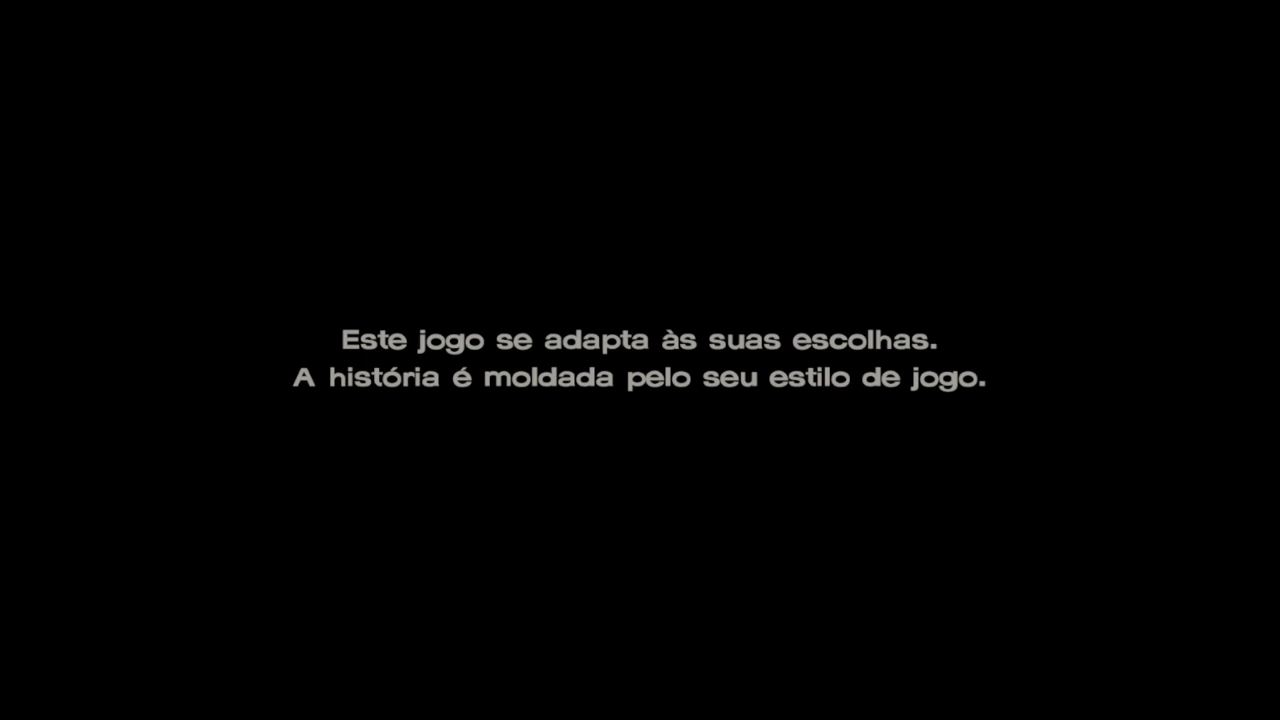 Este jogo se adapta às suas escolhas.
A história é moldada pelo seu estilo de jogo.